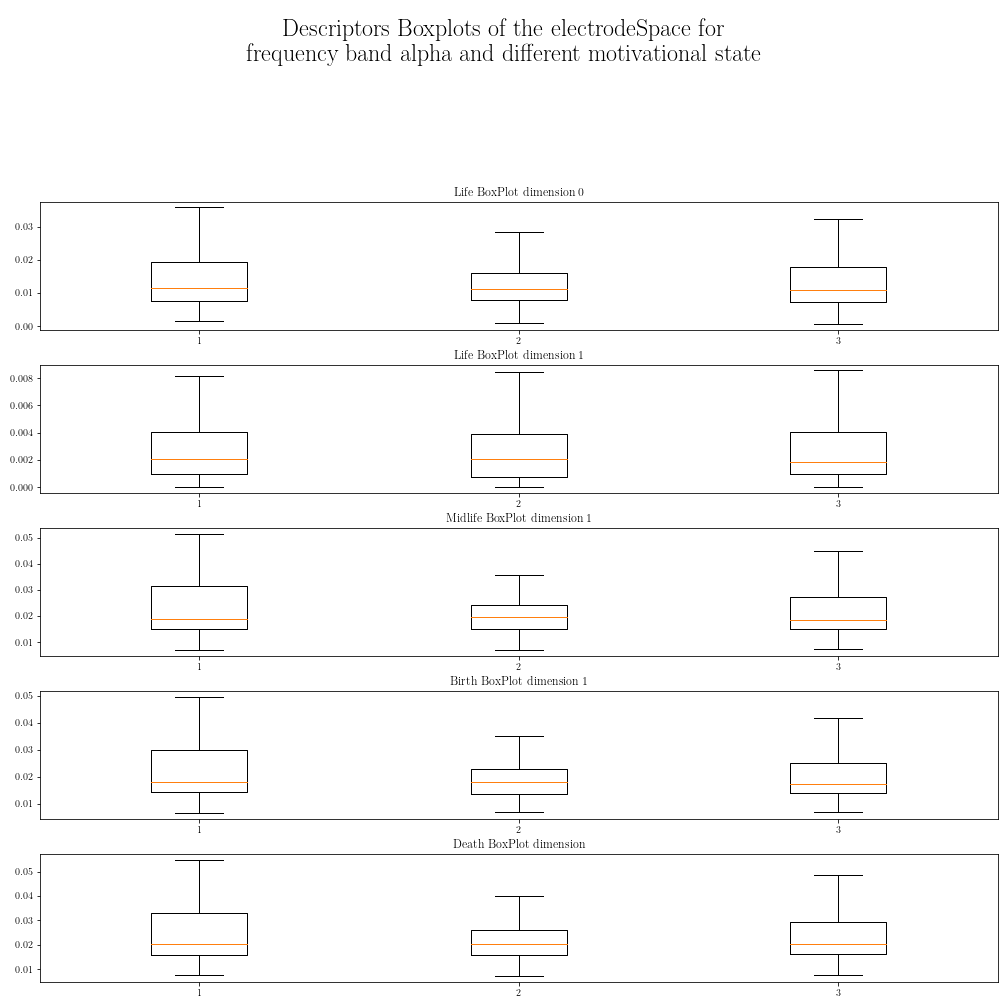 Descriptors Boxplots of the electrodeSpace for
frequency band alpha and different motivational state
Life BoxPlot dimension 0
0.03
0.02
0.01
0.00
1 2 3
Life BoxPlot dimension 1
0.008
0.006
0.004
0.002
0.000
1 2 3
Midlife BoxPlot dimension 1
0.05
0.04
0.03
0.02
0.01
1 2 3
Birth BoxPlot dimension 1
0.05
0.04
0.03
0.02
0.01
1 2 3
Death BoxPlot dimension
0.05
0.04
0.03
0.02
0.01
1 2 3